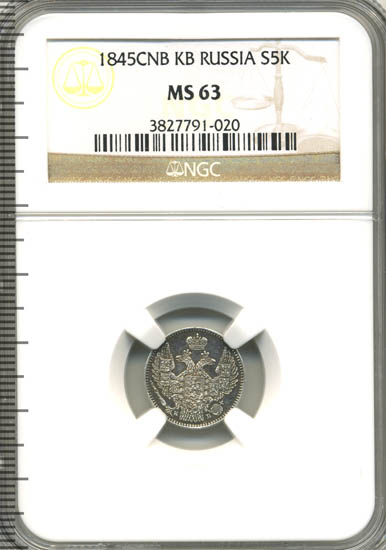 1845CNB KB RUSSIA S5K
MS 63
3827791-020
NGC